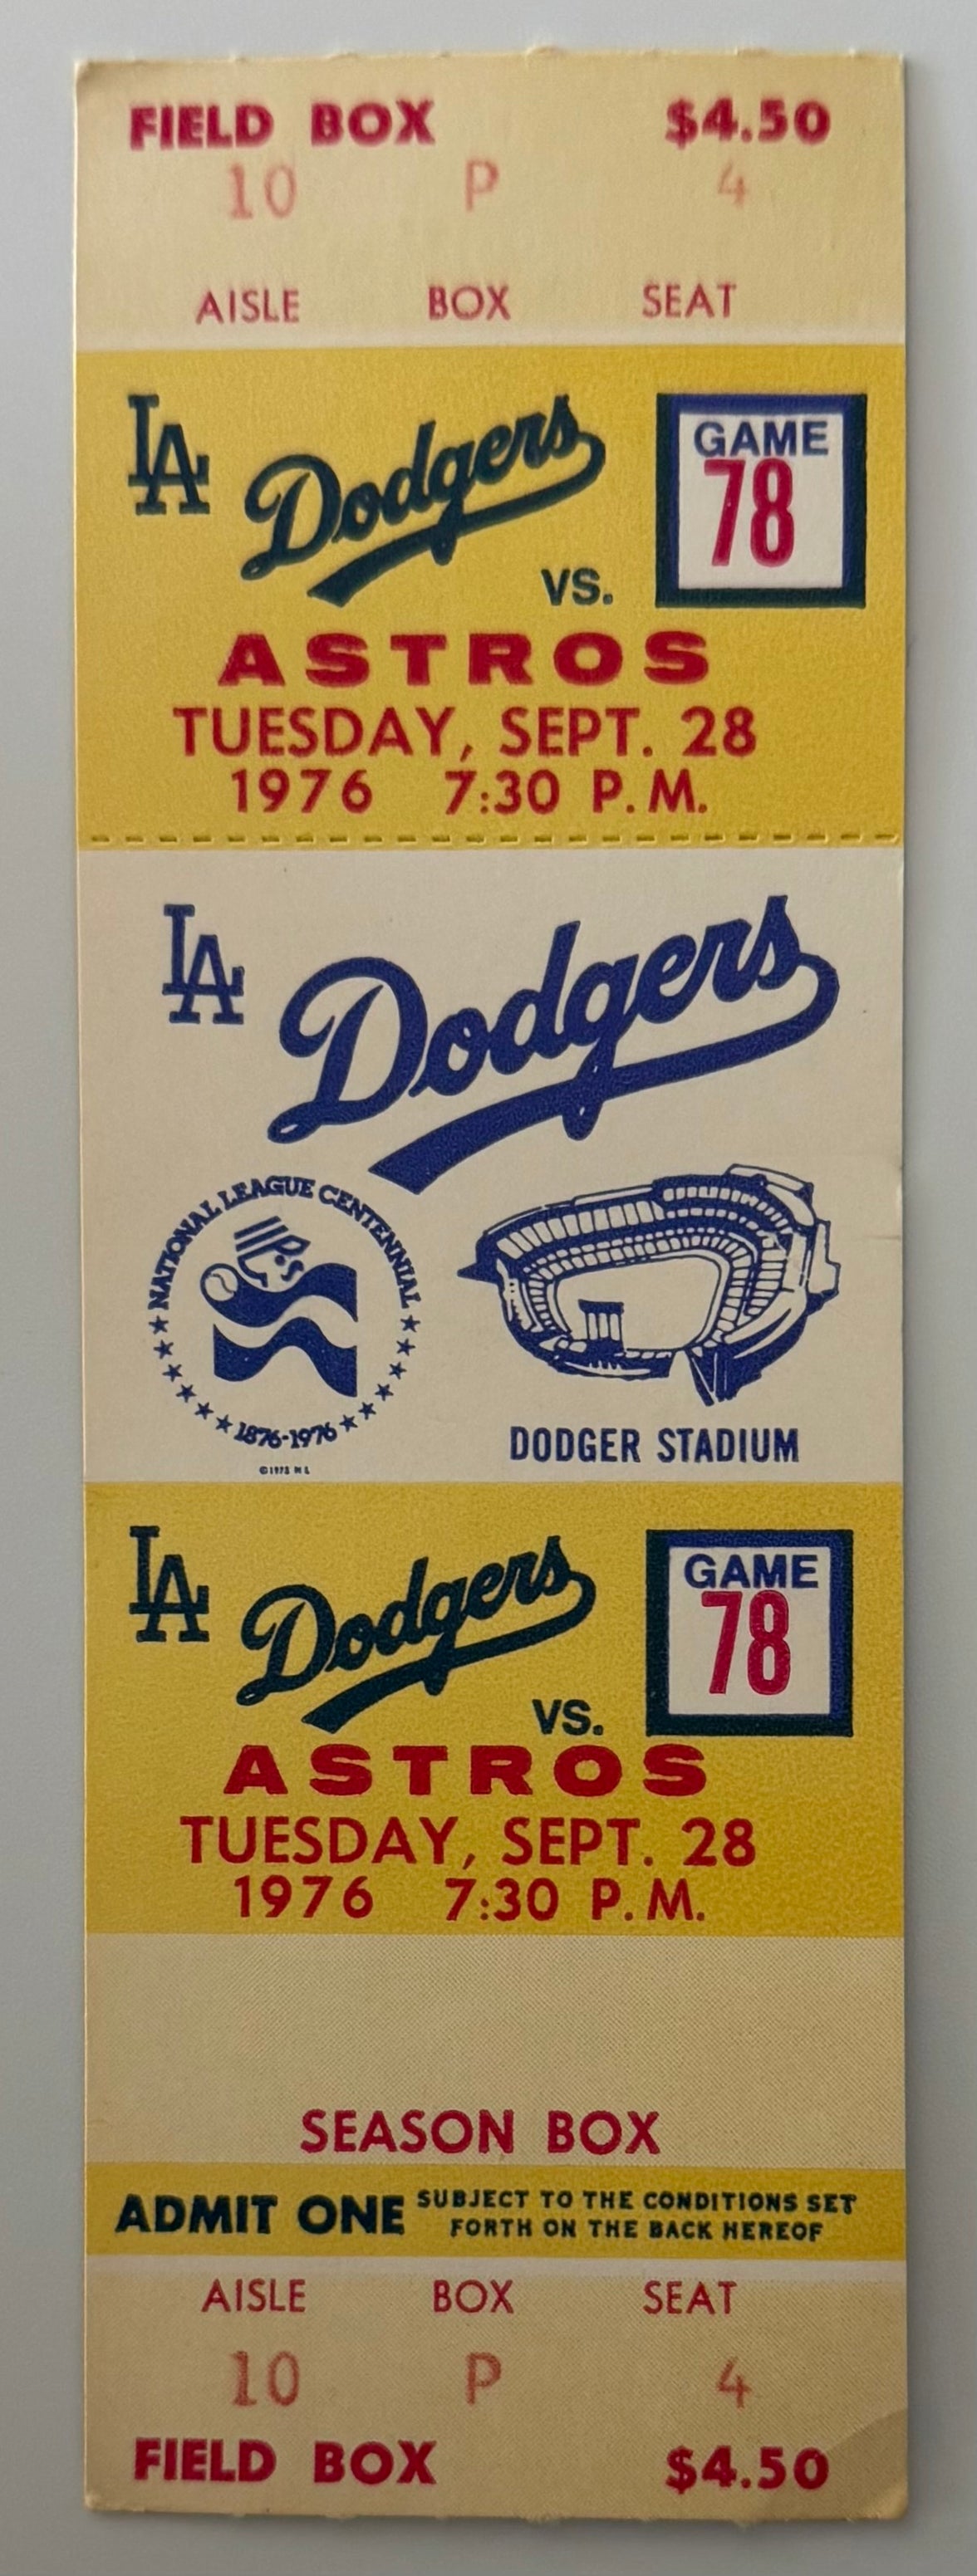 FIELD BOX $4.50
10 P 4
AISLE BOX SEAT
LA Dodgers
GAME
78
VS.
ASTROS
TUESDAY, SEPT. 28
1976 7:30 P.M.
LA Dodgers
NATIONAL LEAGUE CENTENNIAL
1876-1976
DODGER STADIUM
LA Dodgers
GAME
78
VS.
ASTROS
TUESDAY, SEPT. 28
1976 7:30 P.M.
SEASON BOX
ADMIT ONE SUBJECT TO THE CONDITIONS SET
FORTH ON THE BACK HEREOF
AISLE BOX SEAT
10 P 4
FIELD BOX $4.50